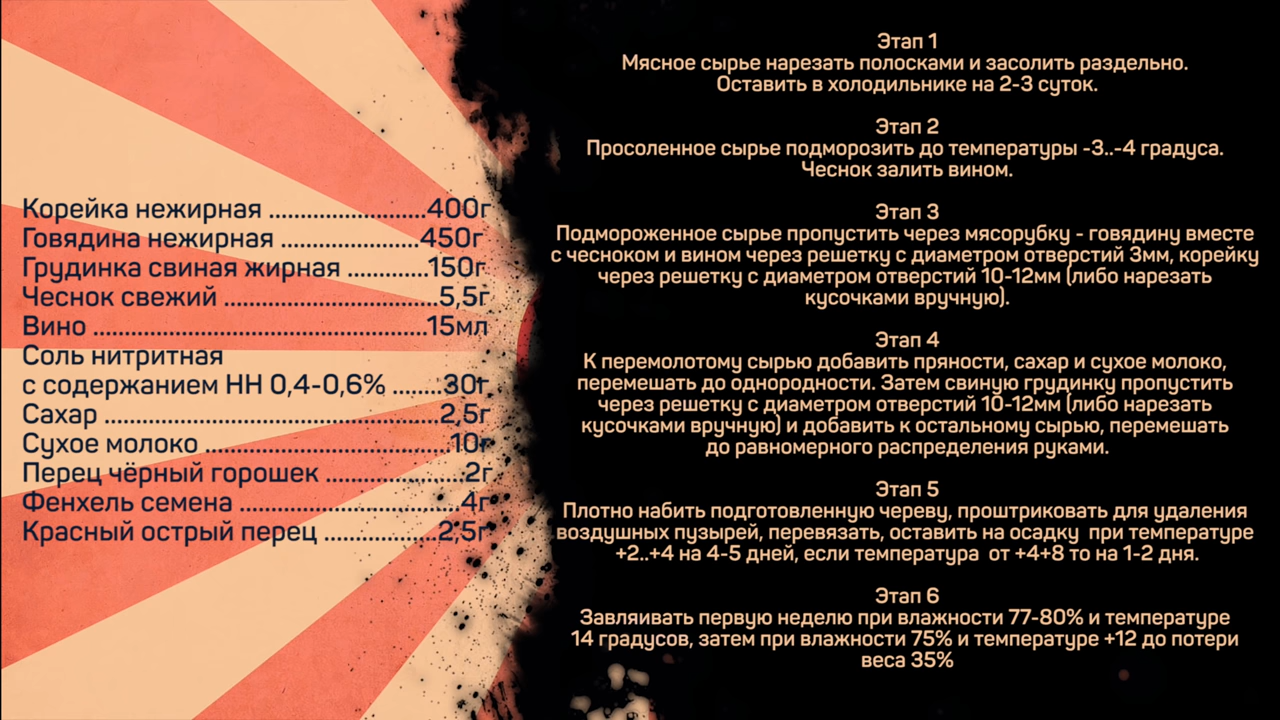 Корейка нежирная ........................400г
Говядина нежирная .....................450г
Грудинка свиная жирная ............150г
Чеснок свежий .................................5,5г
Вино ...................................................15мл
Соль нитритная
с содержанием НН 0,4-0,6% ........30г
Сахар ...................................................2,5г
Сухое молоко .....................................10г
Перец чёрный горошек .....................2г
Фенхель семена ..................................4г
Красный острый перец .................2,5г
Этап 1
Мясное сырье нарезать полосками и засолить раздельно.
Оставить в холодильнике на 2-3 суток.
Этап 2
Просоленное сырье подморозить до температуры -3..-4 градуса.
Чеснок залить вином.
Этап 3
Подмороженное сырье пропустить через мясорубку - говядину вместе
с чесноком и вином через решетку с диаметром отверстий 3мм, корейку
через решетку с диаметром отверстий 10-12мм (либо нарезать
кусочками вручную).
Этап 4
К перемолотому сырью добавить пряности, сахар и сухое молоко,
перемешать до однородности. Затем свиную грудинку пропустить
через решетку с диаметром отверстий 10-12мм (либо нарезать
кусочками вручную) и добавить к остальному сырью, перемешать
до равномерного распределения руками.
Этап 5
Плотно набить подготовленную череву, проштриковать для удаления
воздушных пузырей, перевязать, оставить на осадку при температуре
+2..+4 на 4-5 дней, если температура от +4+8 то на 1-2 дня.
Этап 6
Завляивать первую неделю при влажности 77-80% и температуре
14 градусов, затем при влажности 75% и температуре +12 до потери
веса 35%